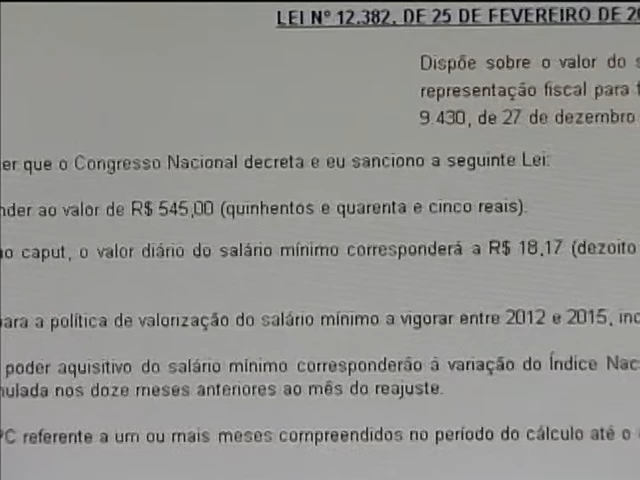 LEI Nº 12.382, DE 25 DE FEVEREIRO DE 20
Dispõe sobre o valor do s
representação fiscal para f
9.430, de 27 de dezembro
er que o Congresso Nacional decreta e eu sanciono a seguinte Lei:
nder ao valor de R$ 545,00 (quinhentos e quarenta e cinco reais).
no caput, o valor diário do salário mínimo corresponderá a R$ 18,17 (dezoito
para a política de valorização do salário mínimo a vigorar entre 2012 e 2015, inc
poder aquisitivo do salário mínimo corresponderão à variação do Índice Nac
mulada nos doze meses anteriores ao mês do reajuste.
PC referente a um ou mais meses compreendidos no período do cálculo até o